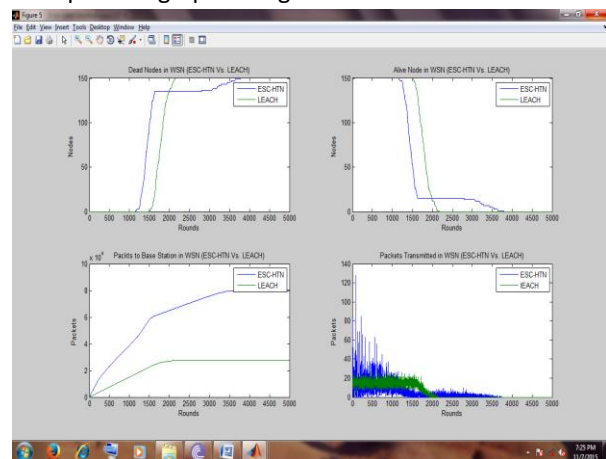 Figure 5
File Edit View Insert Tools Desktop Window Help
Dead Nodes in WSN (ESC-HTN Vs. LEACH)
150
100
50
0
Nodes
ESC-HTN
LEACH
0 500 1000 1500 2000 2500 3000 3500 4000 4500 5000
Rounds
Alive Node in WSN (ESC-HTN Vs. LEACH)
150
100
50
0
Nodes
ESC-HTN
LEACH
0 500 1000 1500 2000 2500 3000 3500 4000 4500 5000
Rounds
Packts to Base Station in WSN (ESC-HTN Vs. LEACH)
x 10⁴
10
8
6
4
2
0
Packets
ESC-HTN
LEACH
0 500 1000 1500 2000 2500 3000 3500 4000 4500 5000
Rounds
Packets Transmitted in WSN (ESC-HTN Vs. LEACH)
140
120
100
80
60
40
20
0
Packets
ESC-HTN
lEACH
0 500 1000 1500 2000 2500 3000 3500 4000 4500 5000
Rounds
7:25 PM
11/7/2015